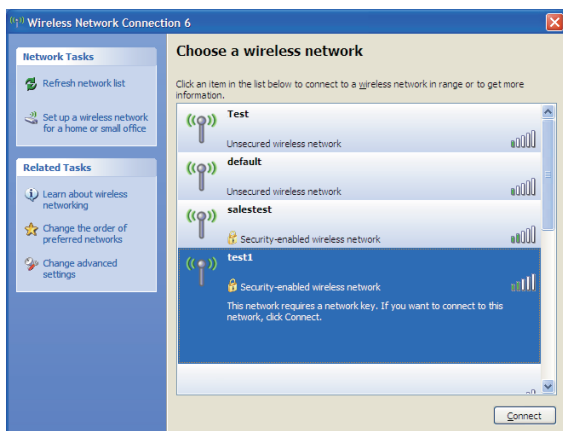 Wireless Network Connection 6
Network Tasks
Refresh network list
Set up a wireless network
for a home or small office
Related Tasks
Learn about wireless
networking
Change the order of
preferred networks
Change advanced
settings
Choose a wireless network
Click an item in the list below to connect to a wireless network in range or to get more
information.
Test
Unsecured wireless network
default
Unsecured wireless network
salestest
Security-enabled wireless network
test1
Security-enabled wireless network
This network requires a network key. If you want to connect to this
network, click Connect.
Connect